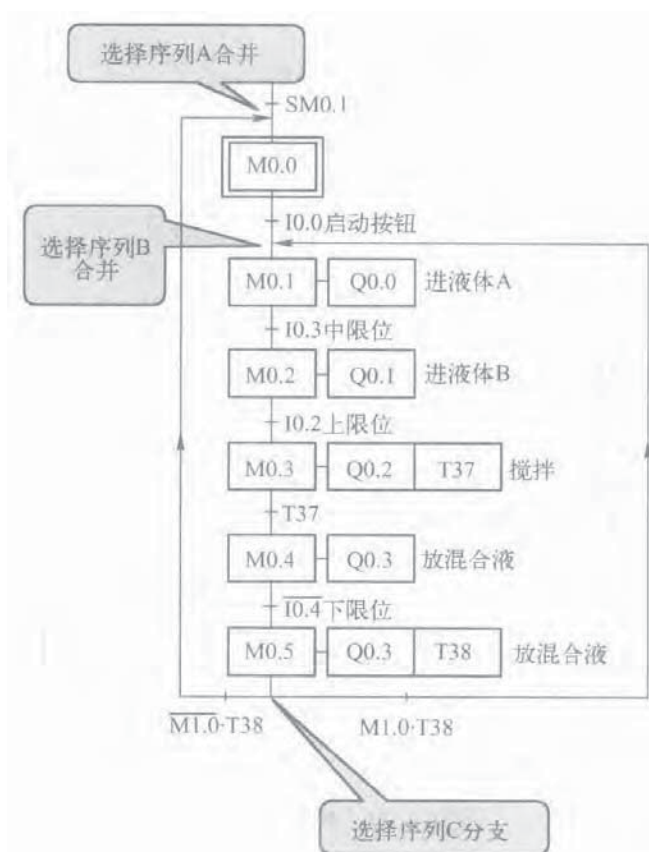 选择序列A合并
SM0.1
M0.0
I0.0启动按钮
选择序列B
合并
M0.1
Q0.0
进液体A
I0.3中限位
M0.2
Q0.1
进液体B
I0.2上限位
M0.3
Q0.2
T37
搅拌
T37
M0.4
Q0.3
放混合液
I0.4下限位
M0.5
Q0.3
T38
放混合液
M1.0·T38
M1.0·T38
选择序列C分支